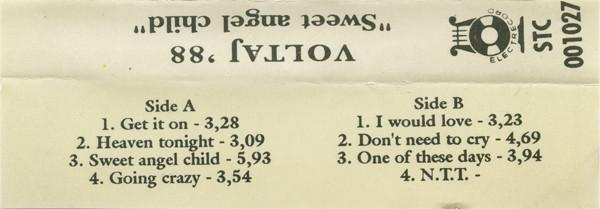 VOLTAJ '88
"Sweet angel child"
ELECTRECORD
STC
001027
Side A
1. Get it on - 3,28
2. Heaven tonight - 3,09
3. Sweet angel child - 5,93
4. Going crazy - 3,54
Side B
1. I would love - 3,23
2. Don't need to cry - 4,69
3. One of these days - 3,94
4. N.T.T. -